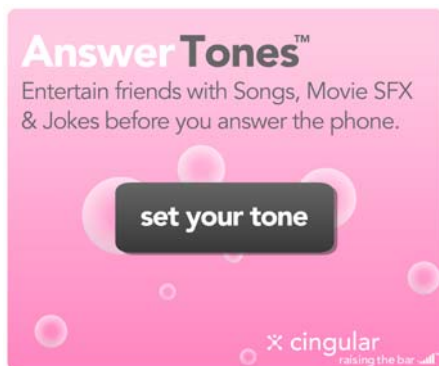 AnswerTones™
Entertain friends with Songs, Movie SFX
& Jokes before you answer the phone.
set your tone
cingular
raising the bar